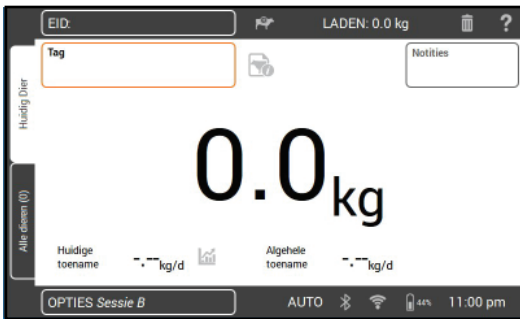 EID:
LADEN: 0.0 kg
?
Tag
Notities
Huidig Dier
0.0kg
Alle dieren (0)
Huidige
toename
-.--kg/d
Algehele
toename
-.--kg/d
OPTIES Sessie B
AUTO
44%
11:00 pm